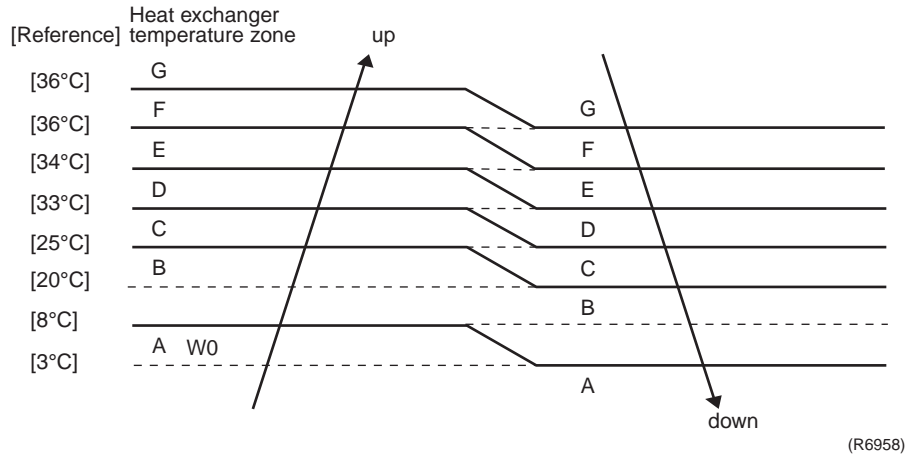 Heat exchanger
[Reference] temperature zone up
[36°C] G
G
[36°C] F
F
[34°C] E
E
[33°C] D
D
[25°C] C
C
[20°C] B
B
[8°C]
[3°C] A W0
A
down
(R6958)